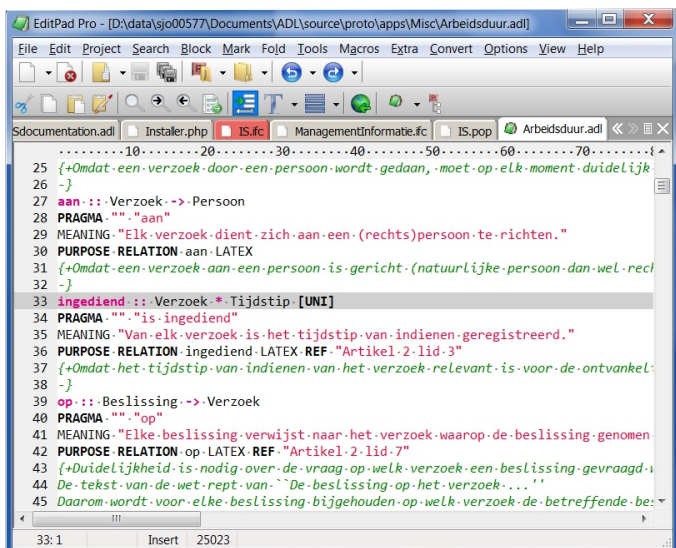 EditPad Pro - [D:\data\sjo00577\Documents\ADL\source\proto\apps\Misc\Arbeidsduur.adl]
File Edit Project Search Block Mark Fold Tools Macros Extra Convert Options View Help
Sdocumentation.adl Installer.php IS.ifc ManagementInformatie.ifc IS.pop Arbeidsduur.adl
.........10........20........30........40........50........60........70........8
25 {+Omdat·een·verzoek·door·een·persoon·wordt·gedaan,·moet·op·elk·moment·duidelijk·
26 -}
27 aan·::·Verzoek·->·Persoon
28 PRAGMA·""·"aan"
29 MEANING·"Elk·verzoek·dient·zich·aan·een·(rechts)persoon·te·richten."
30 PURPOSE·RELATION·aan·LATEX
31 {+Omdat·een·verzoek·aan·een·persoon·is·gericht·(natuurlijke·persoon·dan·wel·rech
32 -}
33 ingediend·::·Verzoek·*·Tijdstip·[UNI]
34 PRAGMA·""·"is·ingediend"
35 MEANING·"Van·elk·verzoek·is·het·tijdstip·van·indienen·geregistreerd."
36 PURPOSE·RELATION·ingediend·LATEX·REF·"Artikel·2·lid·3"
37 {+Omdat·het·tijdstip·van·indienen·van·het·verzoek·relevant·is·voor·de·ontvankel
38 -}
39 op·::·Beslissing·->·Verzoek
40 PRAGMA·""·"op"
41 MEANING·"Elke·beslissing·verwijst·naar·het·verzoek·waarop·de·beslissing·genomen·
42 PURPOSE·RELATION·op·LATEX·REF·"Artikel·2·lid·7"
43 {+Duidelijkheid·is·nodig·over·de·vraag·op·welk·verzoek·een·beslissing·gevraagd·
44 De·tekst·van·de·wet·rept·van·``De·beslissing·op·het·verzoek·...''
45 Daarom·wordt·voor·elke·beslissing·bijgehouden·op·welk·verzoek·de·betreffende·bes
33: 1 Insert 25023